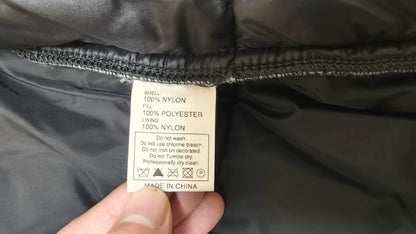 SHELL:
100% NYLON
FILL:
100% POLYESTER
LINING:
100% NYLON
Do not wash.
Do not use chlorine bleach.
Do not iron on decorated.
Do not Tumble dry.
Professionally dry clean.
MADE IN CHINA